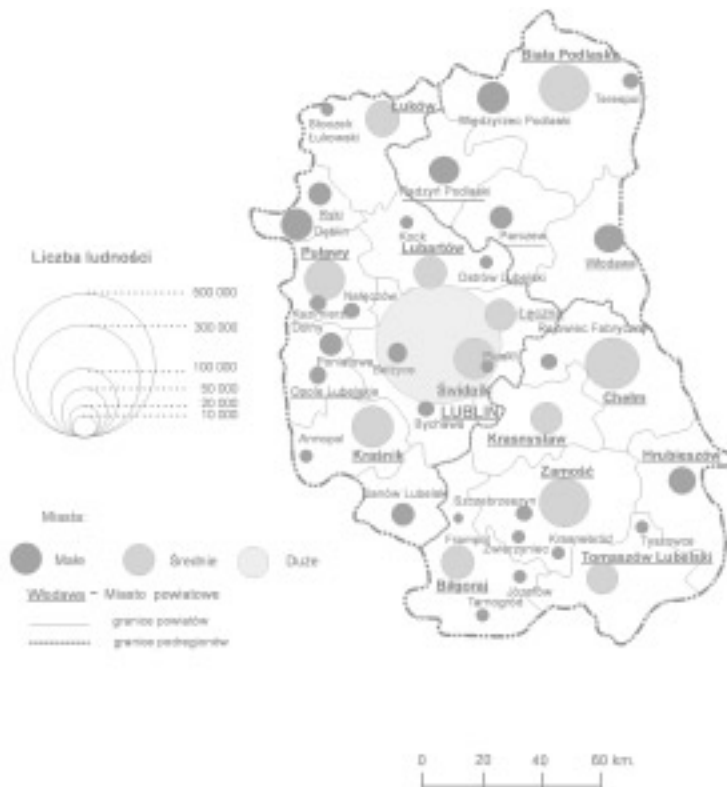 Biała Podlaska
Łuków
Terespol
Stoczek
Łukowski
Międzyrzec Podlaski
Radzyń Podlaski
Ryki
Dęblin
Kock
Parczew
Puławy
Lubartów
Włodawa
Ostrów Lubelski
Liczba ludności
500 000
300 000
100 000
50 000
20 000
10 000
Nałęczów
Kazimierz
Dolny
Łęczna
Rejowiec Fabryczny
Poniatowa
Bełżyce
Piaski
Opole Lubelskie
Świdnik
Chełm
LUBLIN
Bychawa
Krasnystaw
Annopol
Kraśnik
Zamość
Hrubieszów
Janów Lubelski
Szczebrzeszyn
Frampol
Zwierzyniec
Krasnobród
Tyszowce
Tomaszów Lubelski
Biłgoraj
Józefów
Tarnogród
Miasta:
Małe
Średnie
Duże
Włodawa - Miasto powiatowe
granice powiatów
granice podregionów
0 20 40 60 km.